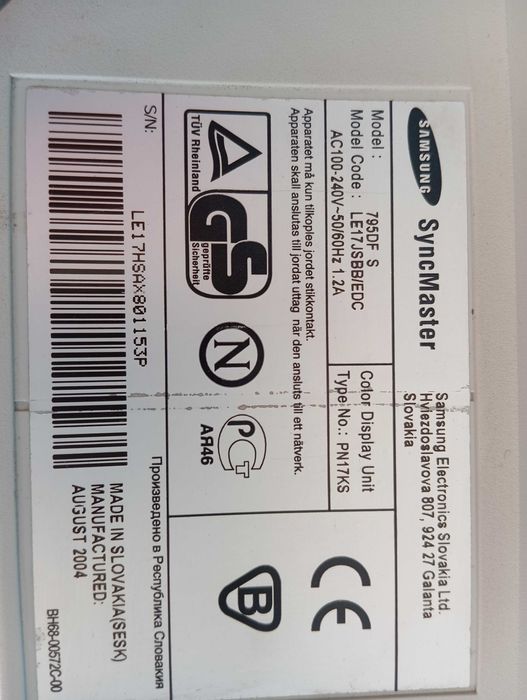 SAMSUNG SyncMaster
Samsung Electronics Slovakia Ltd.
Hviezdoslavova 807, 924 27 Galanta
Slovakia
Model : 795DF S
Model Code : LE17JSBB/EDC
AC100-240V~50/60Hz 1.2A
Color Display Unit
Type No.: PN17KS
Apparatet må kun tilkoples jordet stikkontakt.
Apparaten skall anslutas till jordat uttag när den ansluts till ett nätverk.
TÜV Rheinland
GS
geprüfte
Sicherheit
N
PCT
АЯ46
CE
B
Произведено в Республика Словакия
S/N:
LE17HSAX801153P
MADE IN SLOVAKIA(SESK)
MANUFACTURED:
AUGUST 2004
BH68-00572C-00